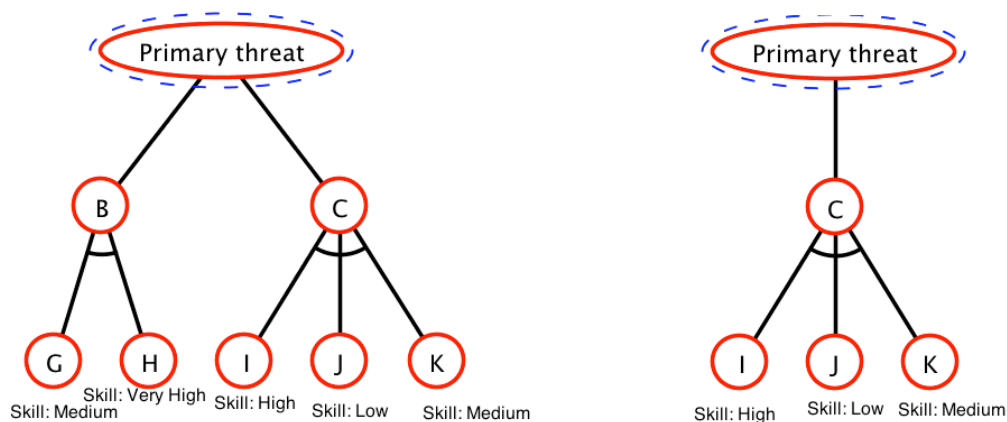 Primary threat
Primary threat
B
C
C
G
H
I
J
K
I
J
K
Skill: Medium
Skill: Very High
Skill: High
Skill: Low
Skill: Medium
Skill: High
Skill: Low
Skill: Medium